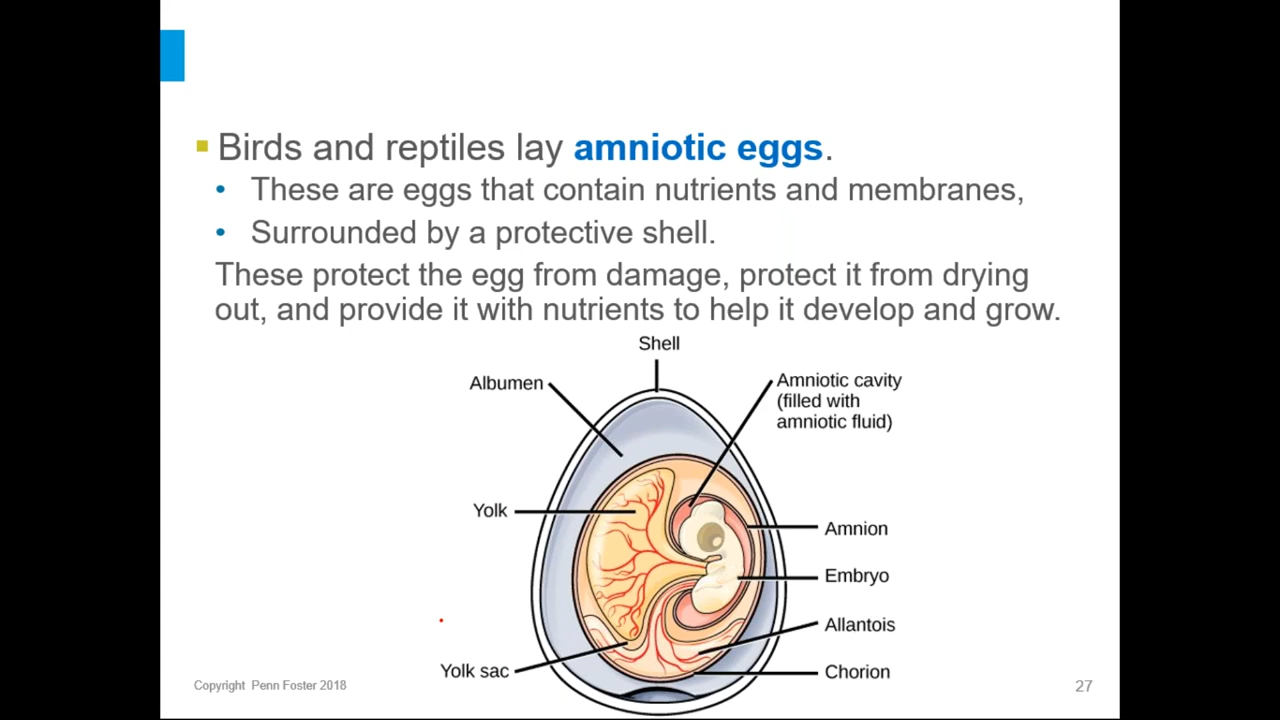 Birds and reptiles lay amniotic eggs.
These are eggs that contain nutrients and membranes,
Surrounded by a protective shell.
These protect the egg from damage, protect it from drying
out, and provide it with nutrients to help it develop and grow.
Shell
Albumen
Amniotic cavity
(filled with
amniotic fluid)
Yolk
Amnion
Embryo
Allantois
Yolk sac
Chorion
Copyright Penn Foster 2018
27